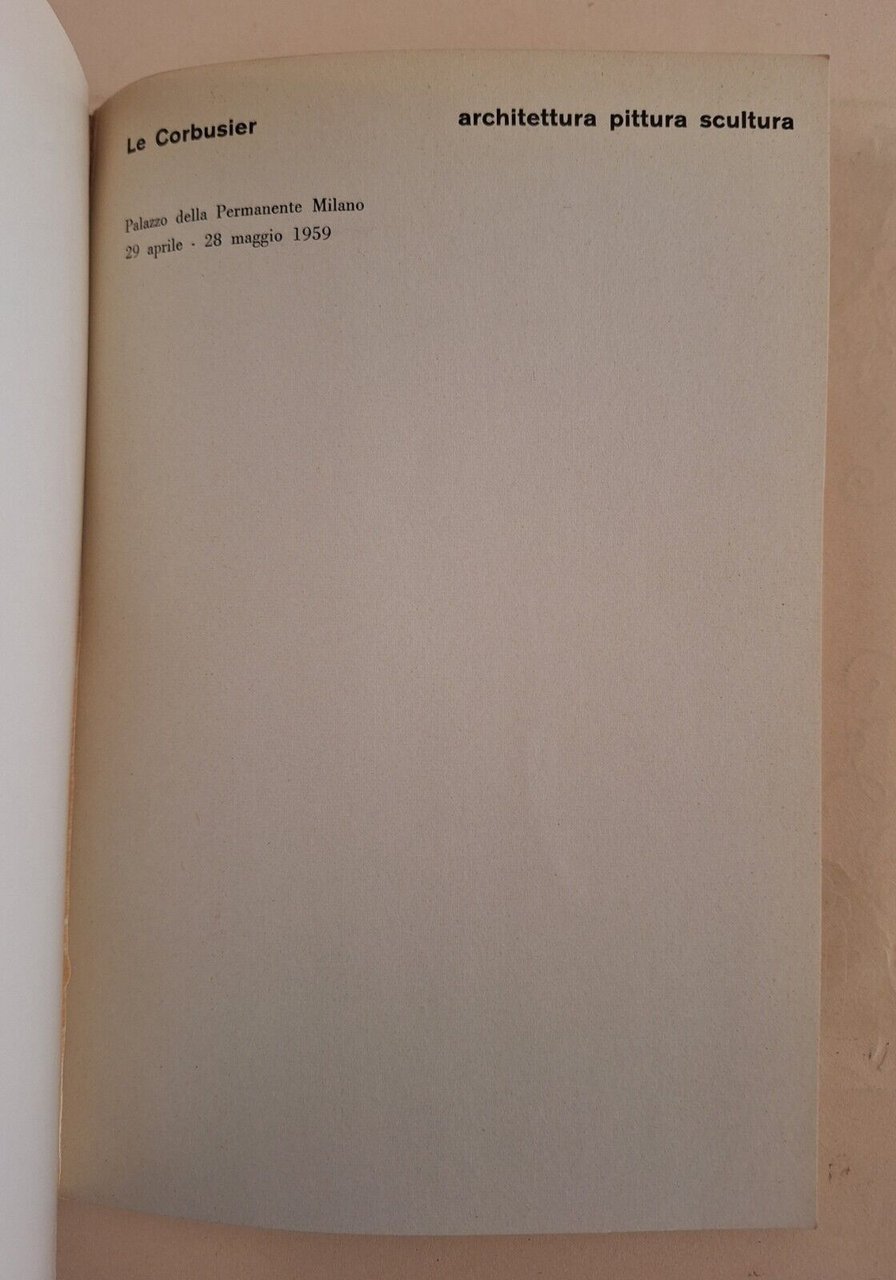 Le Corbusier architettura pittura scultura
Palazzo della Permanente Milano
29 aprile - 28 maggio 1959